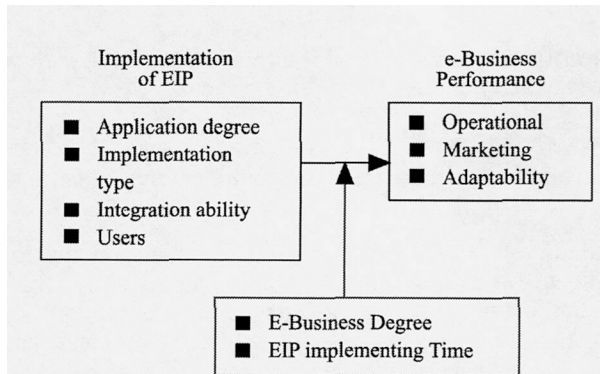 Implementation
of EIP
Application degree
Implementation
type
Integration ability
Users
e-Business
Performance
Operational
Marketing
Adaptability
E-Business Degree
EIP implementing Time